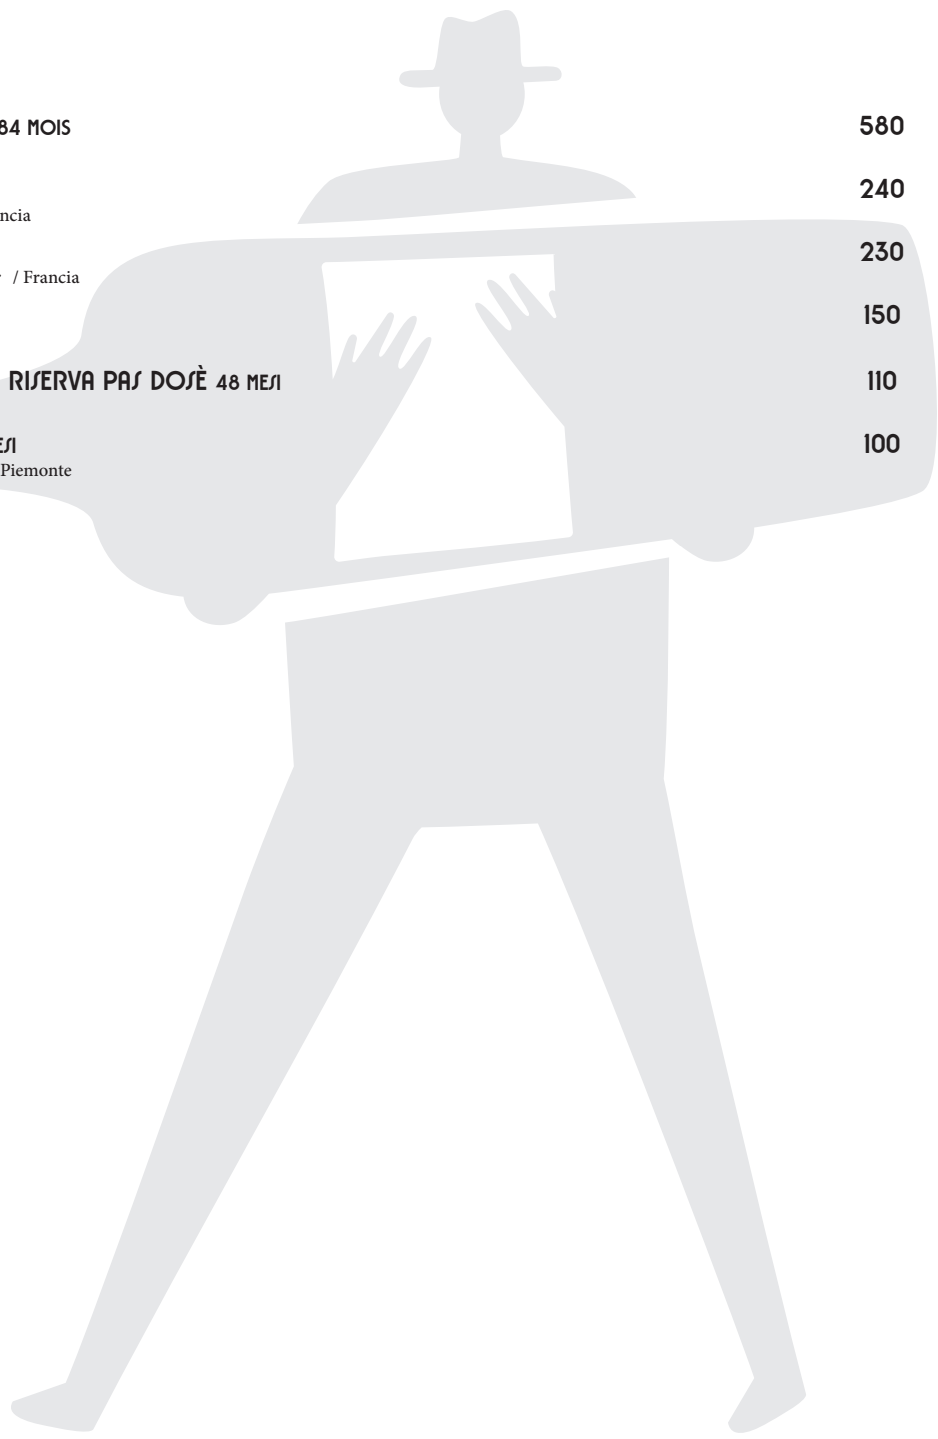 84 MOIS 580
240
ncia
230
/ Francia
150
RISERVA PAS DOSÈ 48 MESI 110
ESI 100
Piemonte